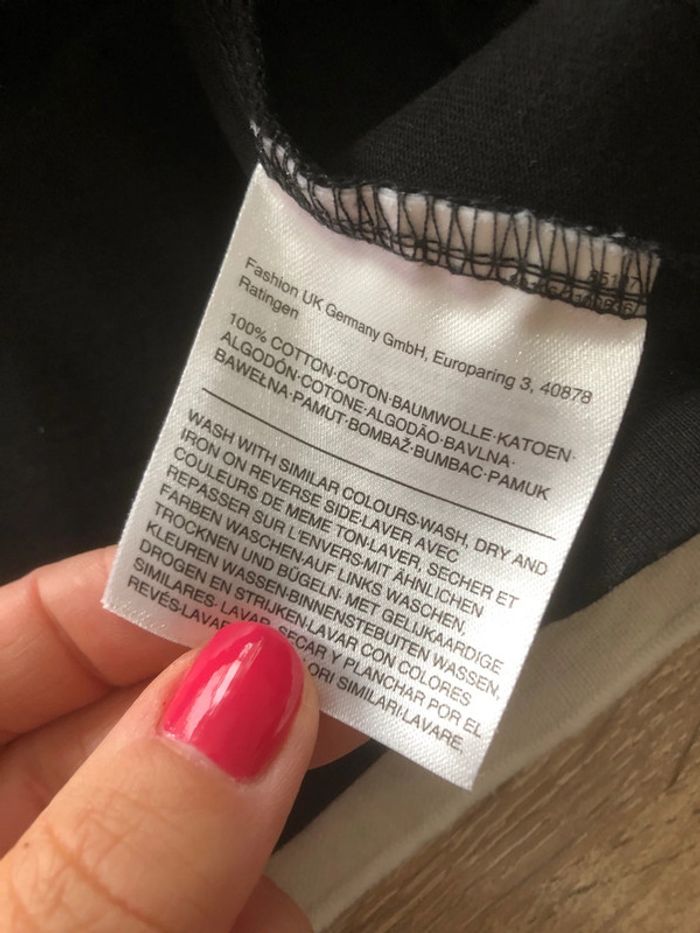 Fashion UK Germany GmbH, Europaring 3, 40878
Ratingen
100% COTTON·COTON·BAUMWOLLE·KATOEN·
ALGODÓN·COTONE·ALGODÃO·BAVLNA·
BAWEŁNA·PAMUT·BOMBAŽ·BUMBAC·PAMUK
WASH WITH SIMILAR COLOURS·WASH, DRY AND
IRON ON REVERSE SIDE·LAVER AVEC
COULEURS DE MEME TON·LAVER, SECHER ET
REPASSER SUR L'ENVERS·MIT ÄHNLICHEN
FARBEN WASCHEN·AUF LINKS WASCHEN,
TROCKNEN UND BÜGELN. MET GELIJKAARDIGE
KLEUREN WASSEN·BINNENSTEBUITEN WASSEN,
DROGEN EN STRIJKEN·LAVAR CON COLORES
SIMILARES· LAVAR, SECAR Y PLANCHAR POR EL
REVÉS·LAVAR SIMILARI·LAVARE,